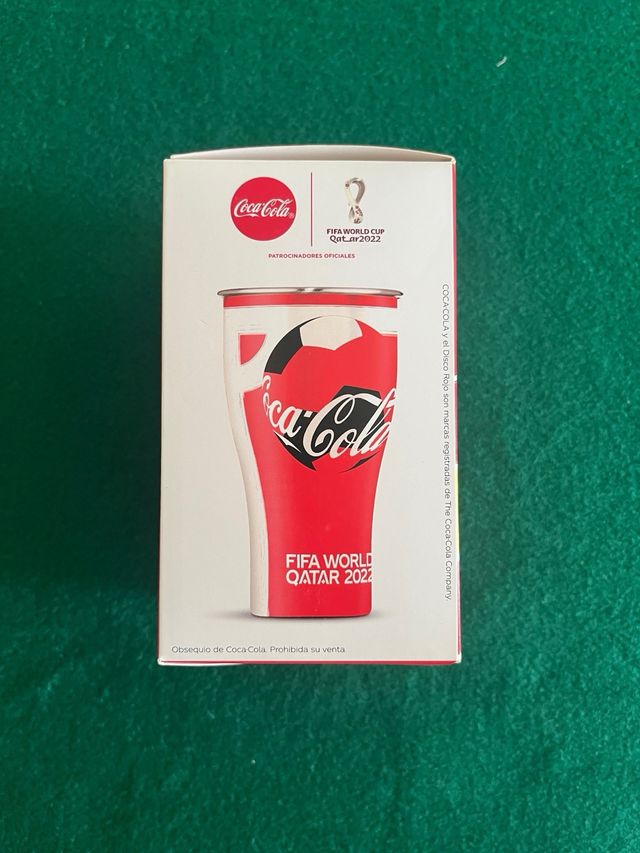 Coca-Cola®
FIFA WORLD CUP
Qatar2022
PATROCINADORES OFICIALES
Coca-Cola
FIFA WORLD
QATAR 2022
COCA-COLA y el Disco Rojo son marcas registradas de The Coca-Cola Company.
Obsequio de Coca-Cola. Prohibida su venta.